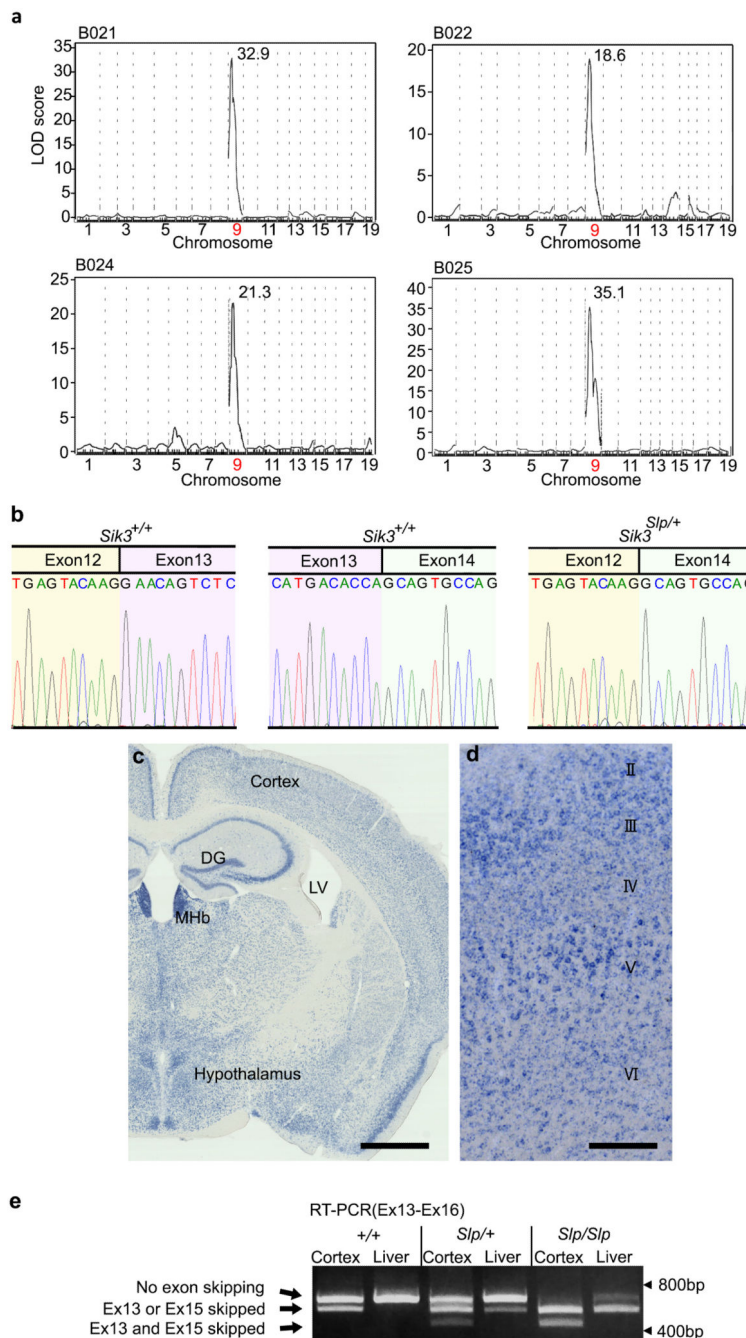 a
B021
32.9
35
30
25
20
15
10
5
0
LOD score
1 3 5 7 9 11 13 15 17 19
Chromosome
B022
18.6
20
15
10
5
0
1 3 5 7 9 11 13 15 17 19
Chromosome
B024
21.3
25
20
15
10
5
0
1 3 5 7 9 11 13 15 17 19
Chromosome
B025
35.1
40
35
30
25
20
15
10
5
0
1 3 5 7 9 11 13 15 17 19
Chromosome
b
Sik3+/+
Exon12 Exon13
TGAGTACAAGGAACAGTCTC
Sik3+/+
Exon13 Exon14
CATGACACCAGCAGTGCCAG
Sik3Slp/+
Exon12 Exon14
TGAGTACAAGGCAGTGCCAG
c
Cortex
DG
LV
MHb
Hypothalamus
d
II
III
IV
V
VI
e
RT-PCR(Ex13-Ex16)
+/+ Slp/+ Slp/Slp
Cortex Liver Cortex Liver Cortex Liver
No exon skipping
Ex13 or Ex15 skipped
Ex13 and Ex15 skipped
800bp
400bp